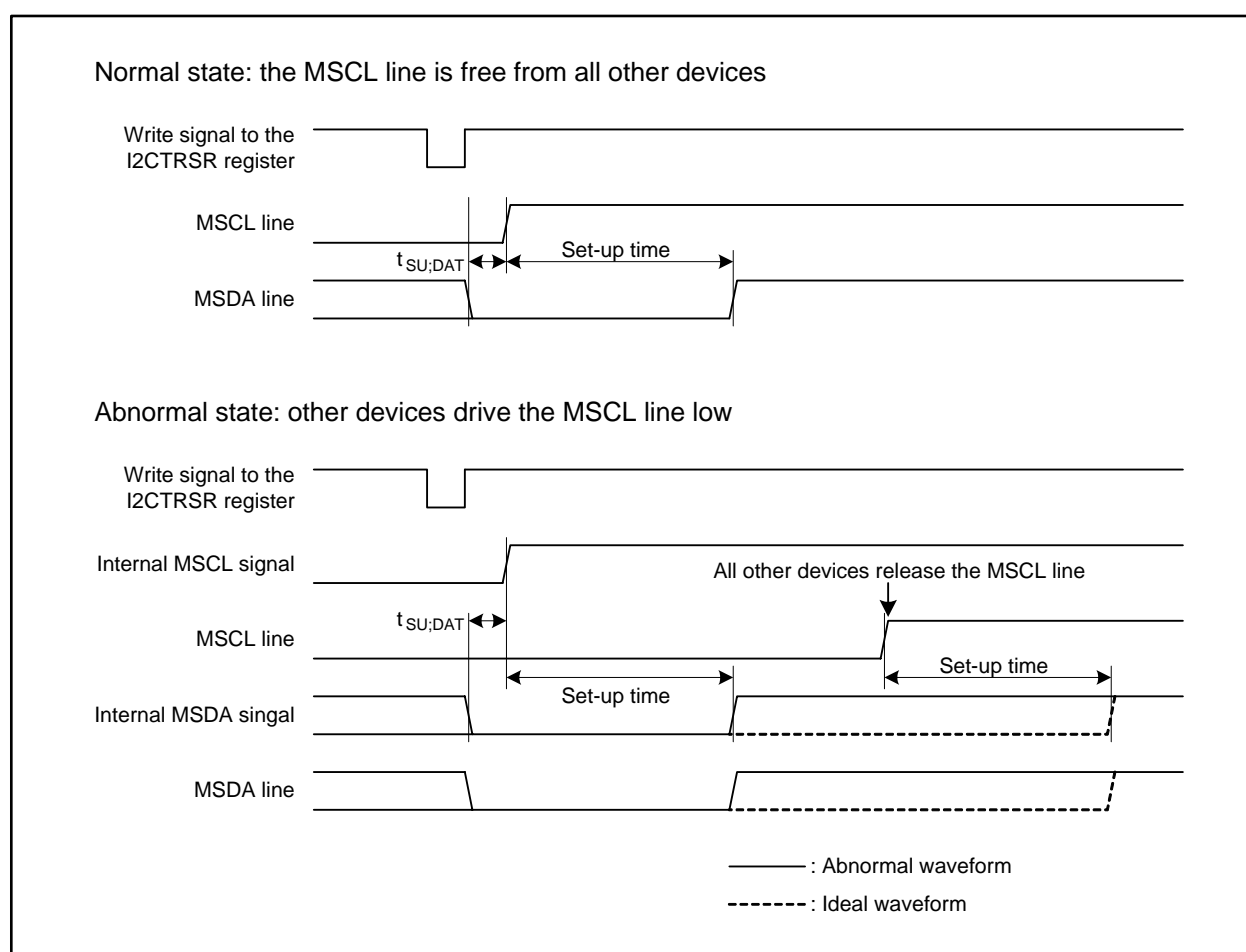 Normal state: the MSCL line is free from all other devices
Write signal to the
I2CTRSR register
MSCL line
t SU;DAT
Set-up time
MSDA line
Abnormal state: other devices drive the MSCL line low
Write signal to the
I2CTRSR register
Internal MSCL signal
All other devices release the MSCL line
t SU;DAT
MSCL line
Set-up time
Set-up time
Internal MSDA singal
MSDA line
: Abnormal waveform
: Ideal waveform